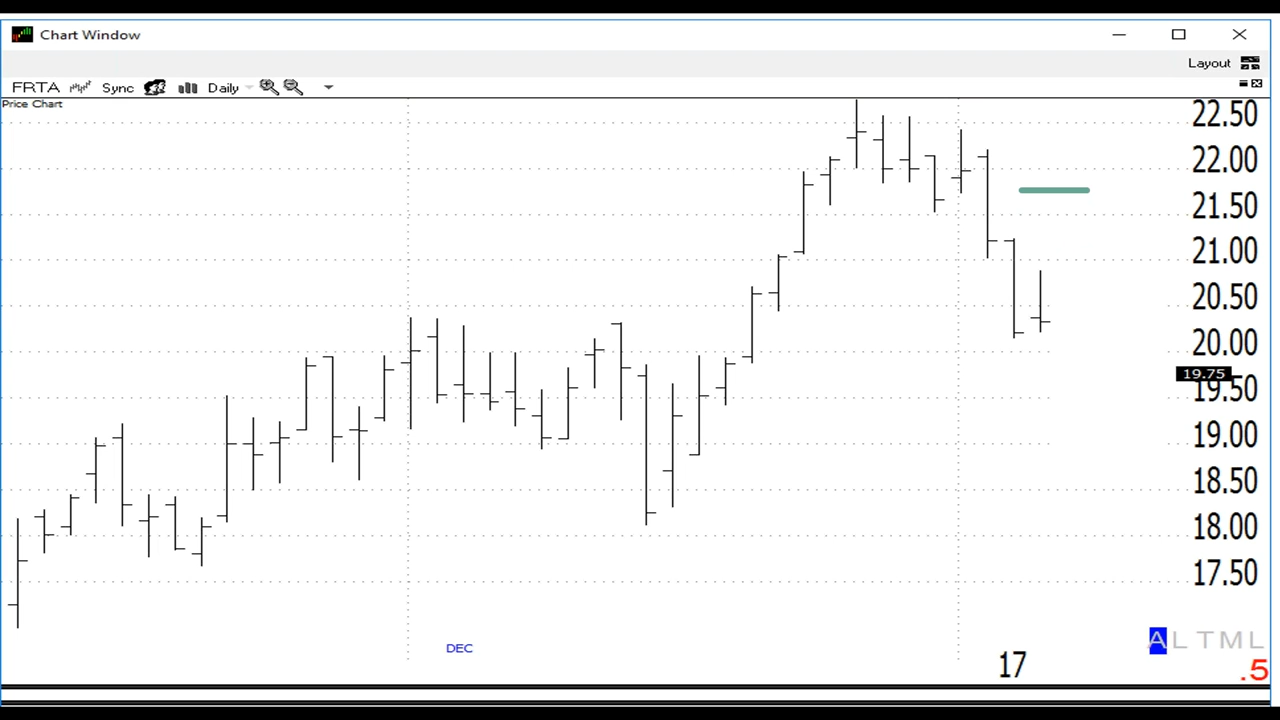 Chart Window
Layout
FRTA Sync Daily
Price Chart
22.50
22.00
21.50
21.00
20.50
20.00
19.75
19.50
19.00
18.50
18.00
17.50
DEC
A L T M L
17
.5